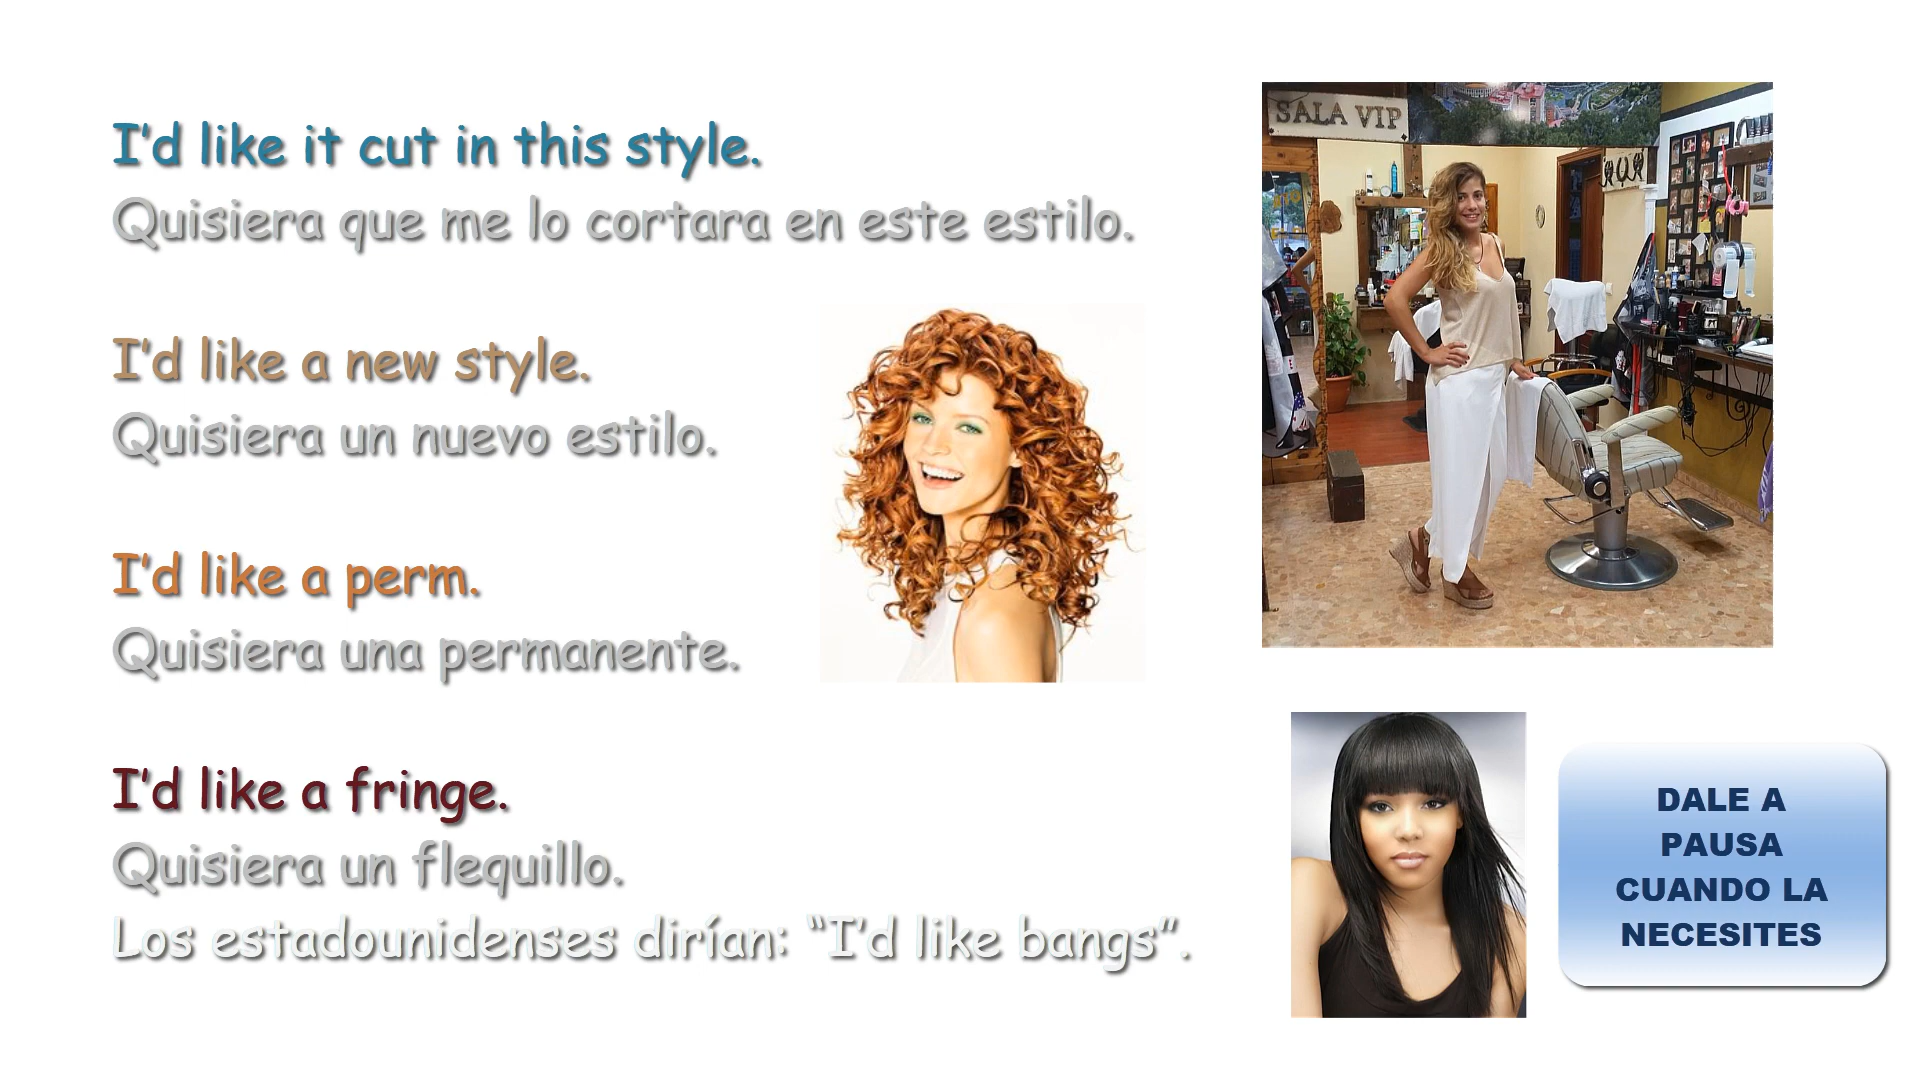 I'd like it cut in this style.
Quisiera que me lo cortara en este estilo.
I'd like a new style.
Quisiera un nuevo estilo.
I'd like a perm.
Quisiera una permanente.
I'd like a fringe.
Quisiera un flequillo.
Los estadounidenses dirían: “I'd like bangs”.
SALA VIP
DALE A
PAUSA
CUANDO LA
NECESITES